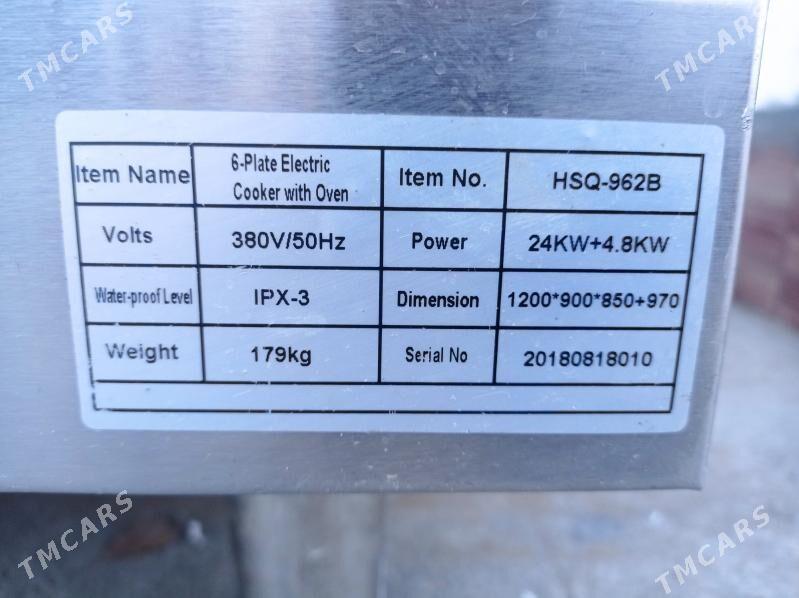 TMCARS TMCARS
Item Name 6-Plate Electric Cooker with Oven Item No. HSQ-962B
Volts 380V/50Hz Power 24KW+4.8KW
Water-proof Level IPX-3 Dimension 1200*900*850+970
Weight 179kg Serial No 20180818010
TMCARS TMCARS